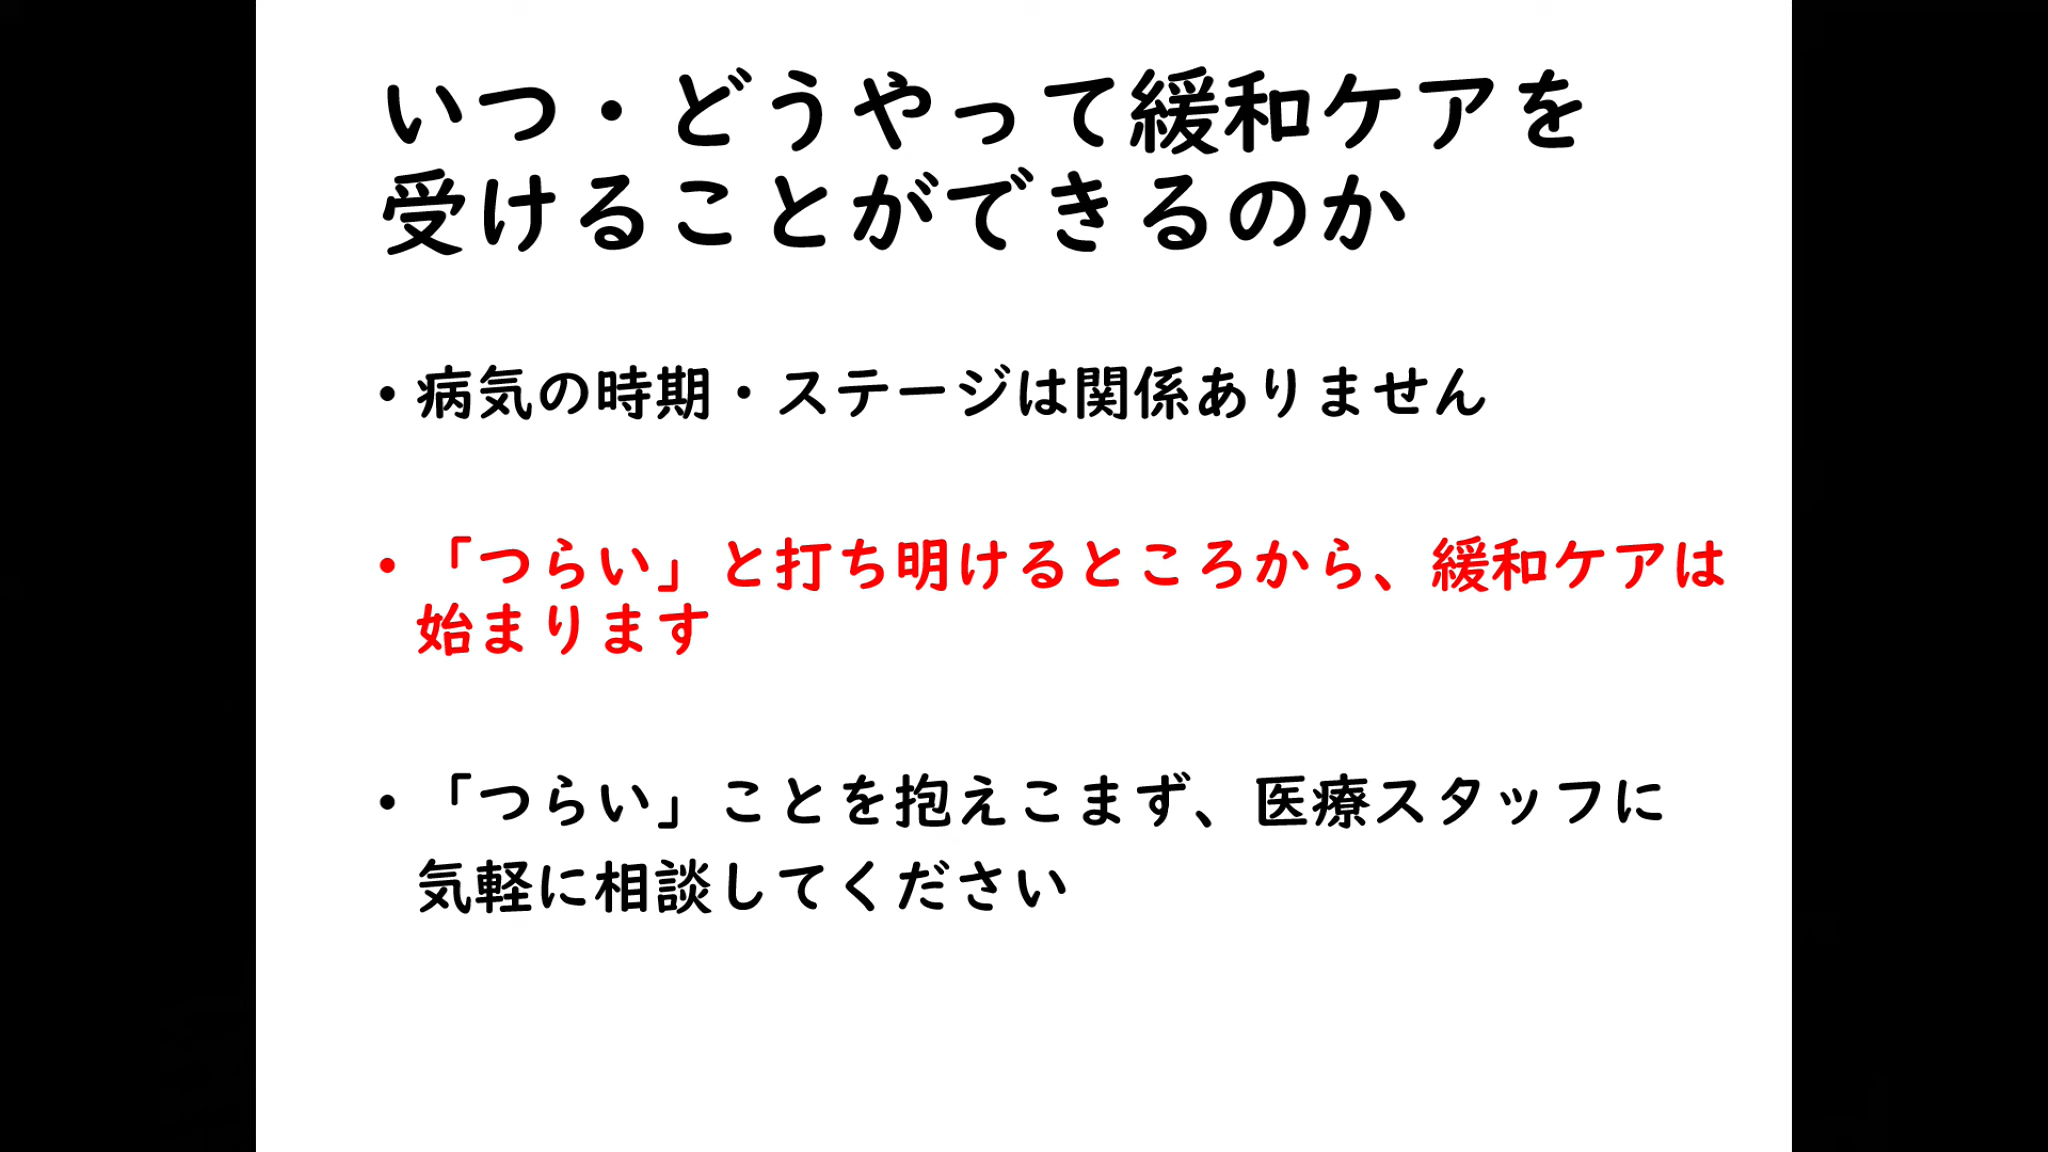 いつ・どうやって緩和ケアを
受けることができるのか
・病気の時期・ステージは関係ありません
・「つらい」と打ち明けるところから、緩和ケアは
始まります
・「つらい」ことを抱えこまず、医療スタッフに
気軽に相談してください